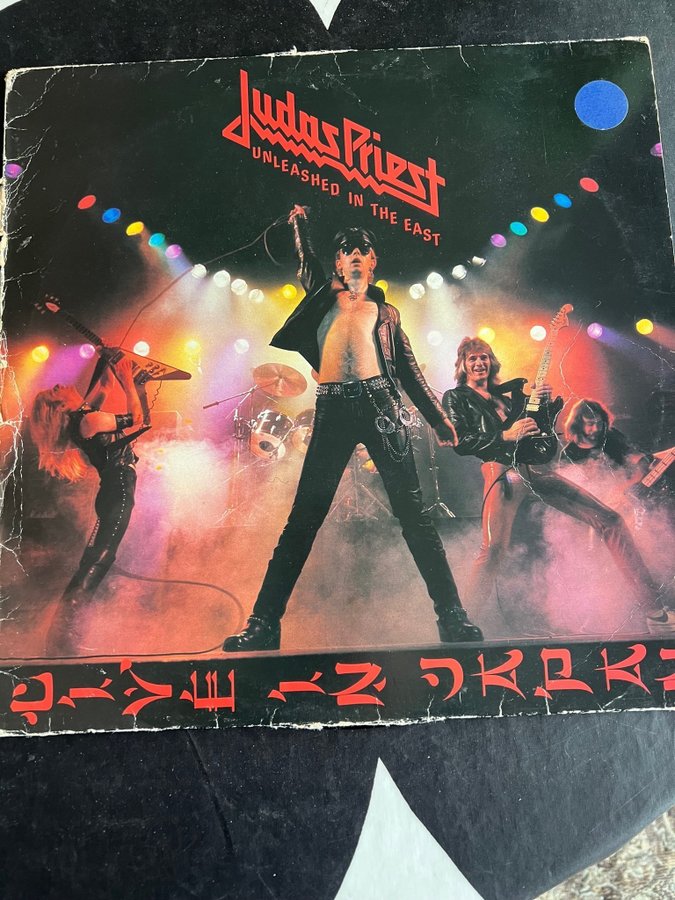 Judas Priest
UNLEASHED IN THE EAST
LIVE IN JAPAN